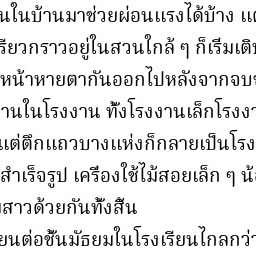 นในบ้านมาช่วยผ่อนแรงได้บ้าง แต
รียวกราวอยู่ในสวนใกล้ ๆ ก็เริ่มเติบ
หน้าหายตากันออกไปหลังจากจบ
านในโรงงาน ทั้งโรงงานเล็กโรงง
แต่ตึกแถวบางแห่งก็กลายเป็นโรง
สำเร็จรูป เครื่องใช้ไม้สอยเล็ก ๆ น้
สาวด้วยกันทั้งสิ้น
ยนต่อชั้นมัธยมในโรงเรียนไกลกว่